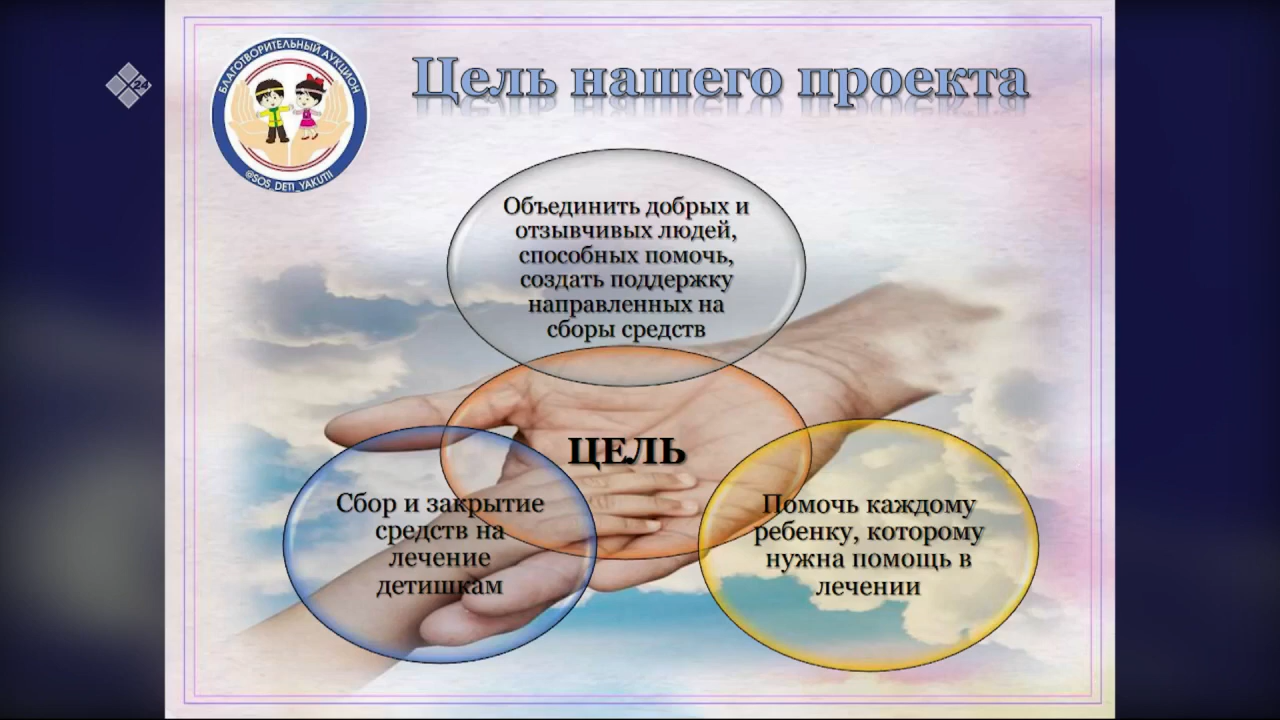 24
БЛАГОТВОРИТЕЛЬНЫЙ АУКЦИОН
@SOS_DETI_YAKUTII
Цель нашего проекта
Объединить добрых и
отзывчивых людей,
способных помочь,
создать поддержку
направленных на
сборы средств
ЦЕЛЬ
Сбор и закрытие
средств на
лечение
детишкам
Помочь каждому
ребенку, которому
нужна помощь в
лечении